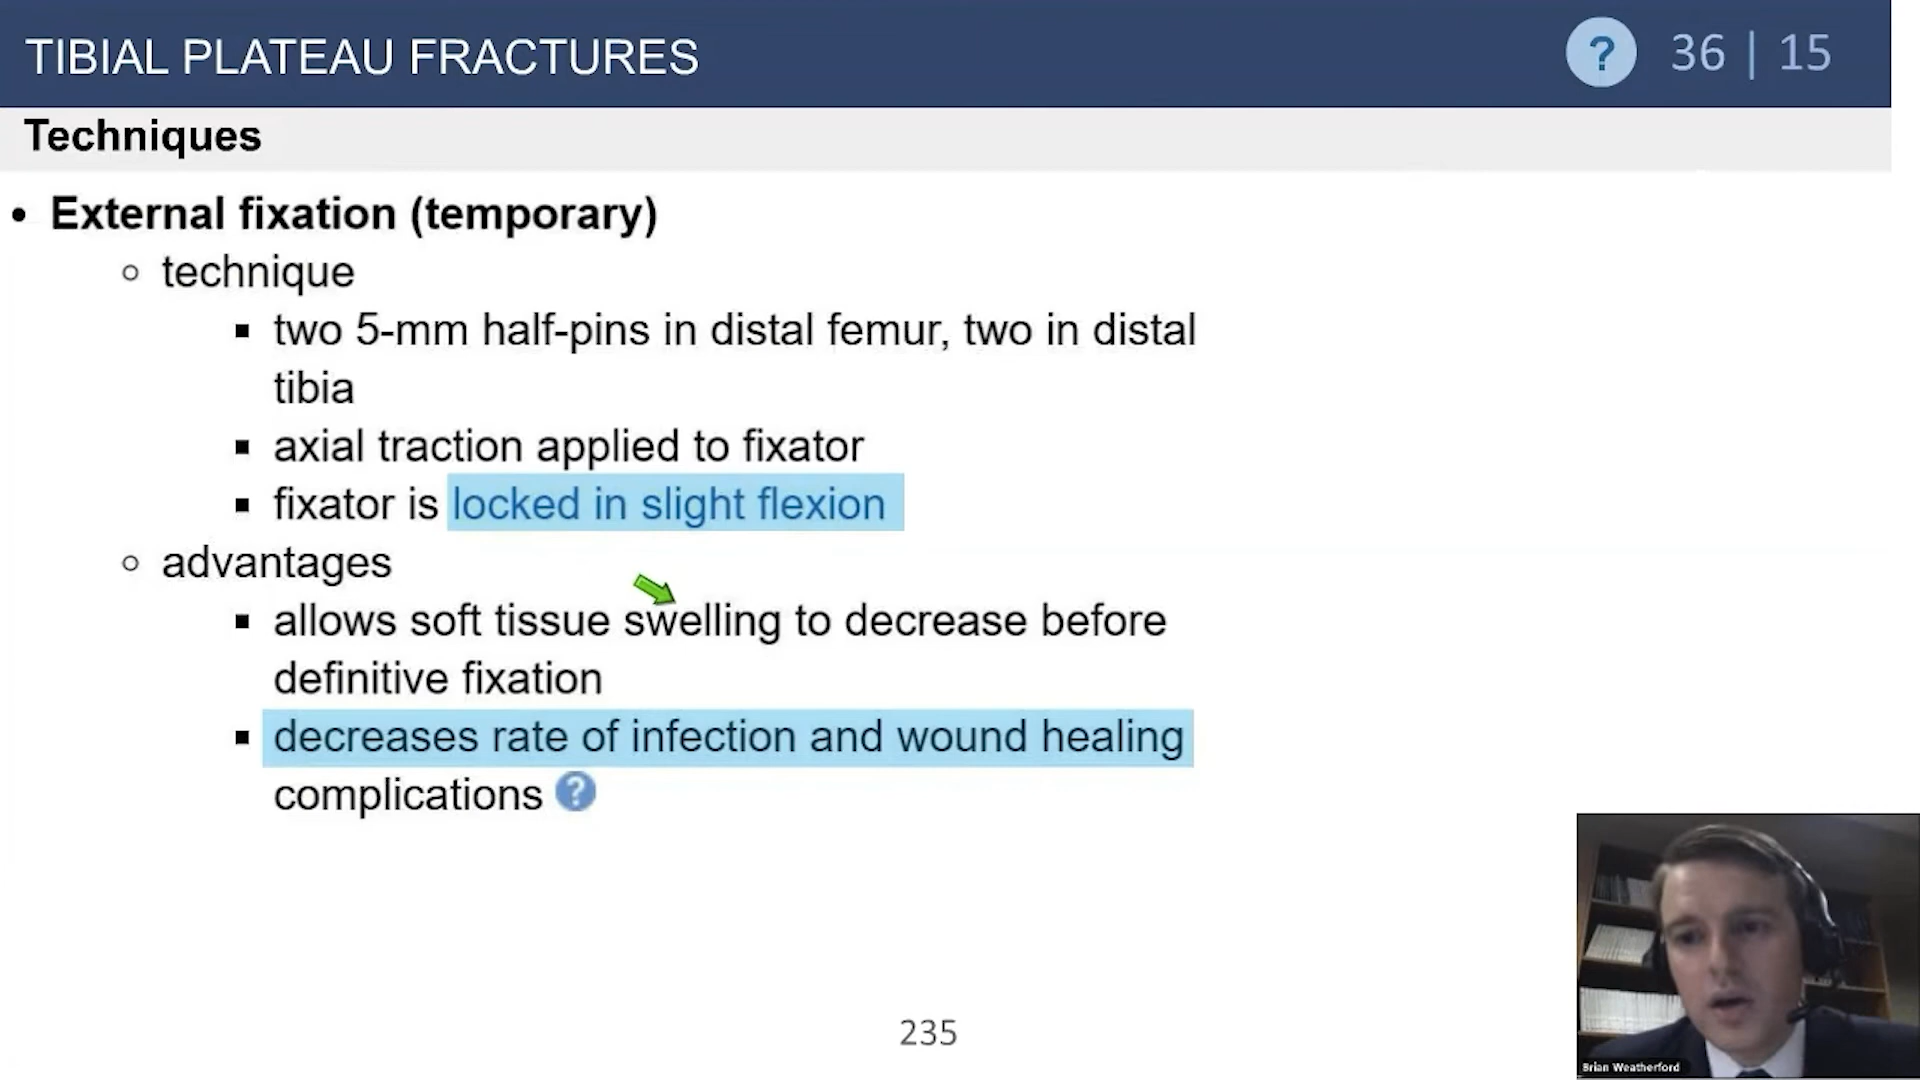 TIBIAL PLATEAU FRACTURES
? 36 | 15
Techniques
• External fixation (temporary)
○ technique
▪ two 5-mm half-pins in distal femur, two in distal
tibia
▪ axial traction applied to fixator
▪ fixator is locked in slight flexion
○ advantages
▪ allows soft tissue swelling to decrease before
definitive fixation
▪ decreases rate of infection and wound healing
complications ?
235
Brian Weatherford